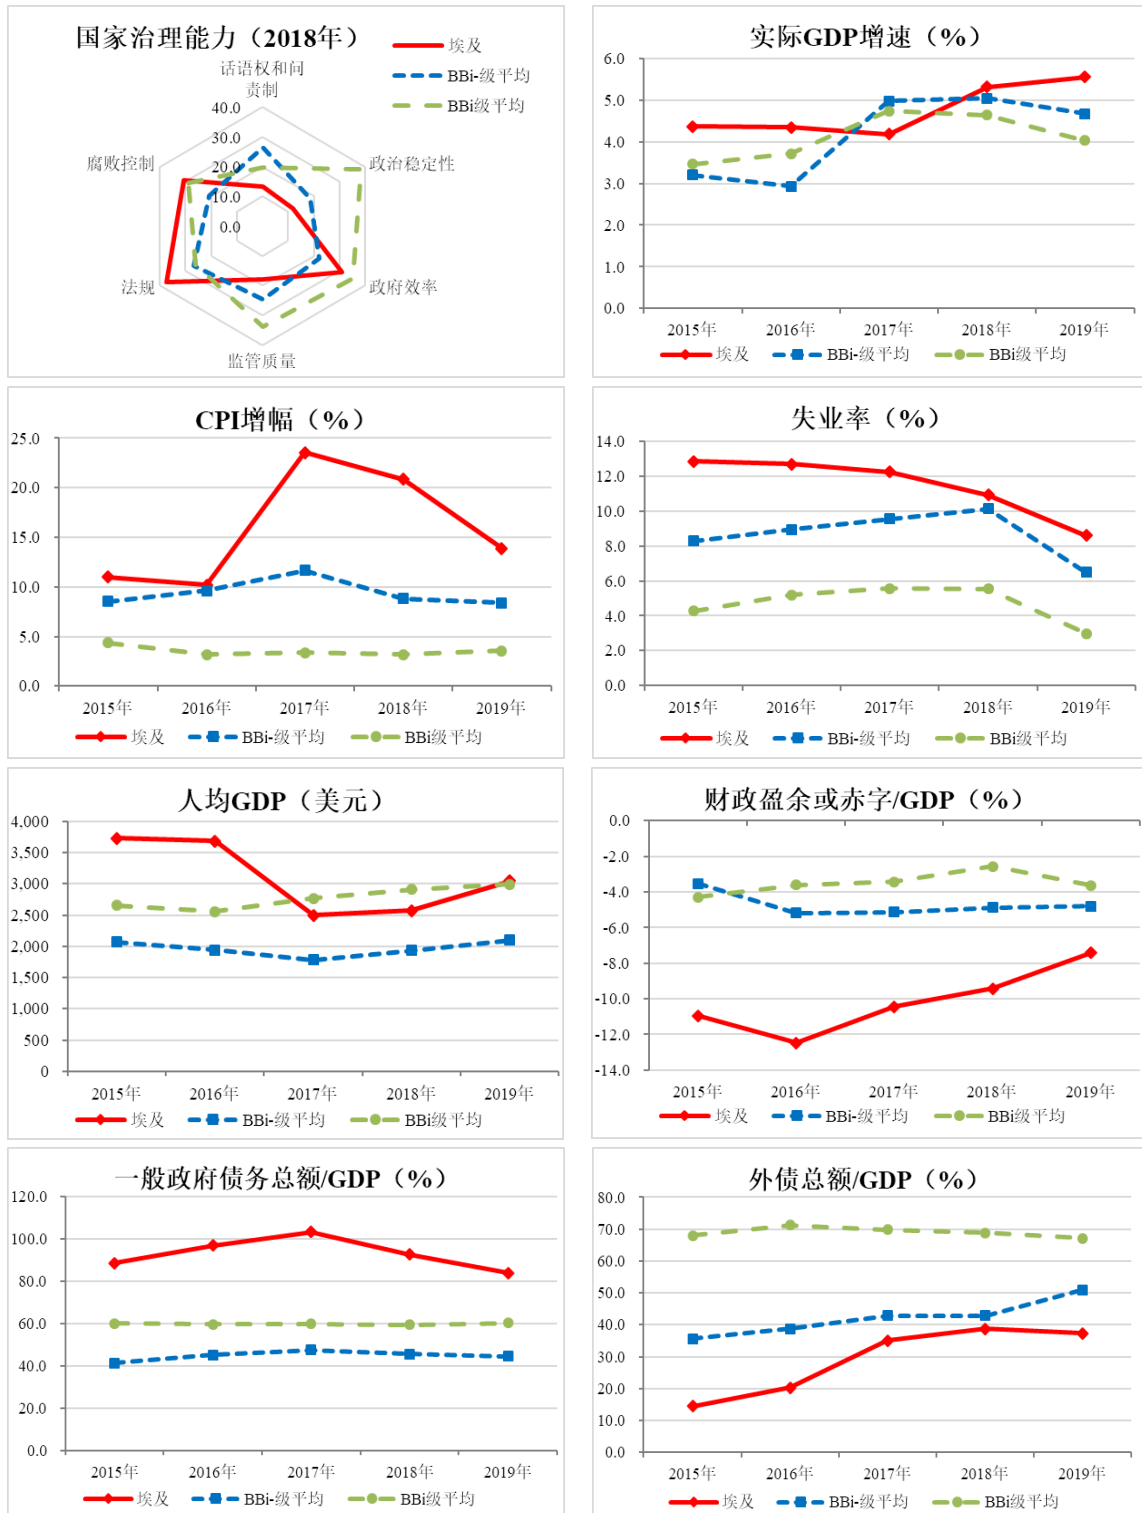 国家治理能力（2018年）
埃及
BBi-级平均
BBi级平均
话语权和问
责制
40.0
30.0
20.0
10.0
0.0
腐败控制
政治稳定性
法规
政府效率
监管质量
实际GDP增速（%）
6.0
5.0
4.0
3.0
2.0
1.0
0.0
2015年 2016年 2017年 2018年 2019年
埃及 BBi-级平均 BBi级平均
CPI增幅（%）
25.0
20.0
15.0
10.0
5.0
0.0
2015年 2016年 2017年 2018年 2019年
埃及 BBi-级平均 BBi级平均
失业率（%）
14.0
12.0
10.0
8.0
6.0
4.0
2.0
0.0
2015年 2016年 2017年 2018年 2019年
埃及 BBi-级平均 BBi级平均
人均GDP（美元）
4,000
3,500
3,000
2,500
2,000
1,500
1,000
500
0
2015年 2016年 2017年 2018年 2019年
埃及 BBi-级平均 BBi级平均
财政盈余或赤字/GDP（%）
0.0
-2.0
-4.0
-6.0
-8.0
-10.0
-12.0
-14.0
2015年 2016年 2017年 2018年 2019年
埃及 BBi-级平均 BBi级平均
一般政府债务总额/GDP（%）
120.0
100.0
80.0
60.0
40.0
20.0
0.0
2015年 2016年 2017年 2018年 2019年
埃及 BBi-级平均 BBi级平均
外债总额/GDP（%）
80.0
70.0
60.0
50.0
40.0
30.0
20.0
10.0
0.0
2015年 2016年 2017年 2018年 2019年
埃及 BBi-级平均 BBi级平均